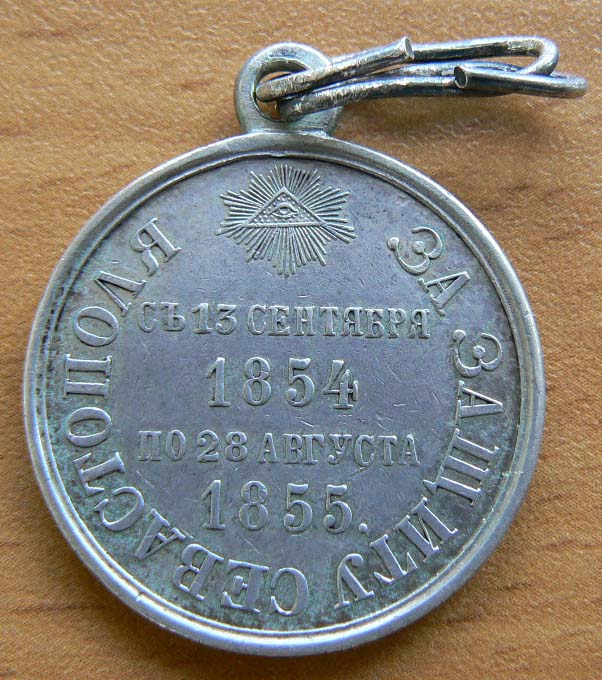 ЗА ЗАЩИТУ СЕВАСТОПОЛЯ
СЪ 13 СЕНТЯБРЯ
1854
ПО 28 АВГУСТА
1855.